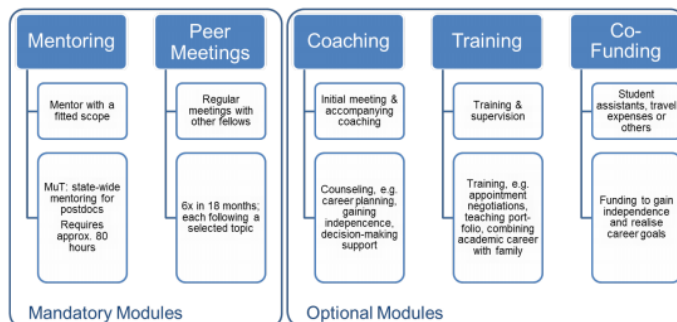 Mentoring
Peer
Meetings
Coaching
Training
Co-
Funding
Mentor with a
fitted scope
Regular
meetings with
other fellows
Initial meeting &
accompanying
coaching
Training &
supervision
Student
assistants, travel
expenses or
others
MuT: state-wide
mentoring for
postdocs
Requires
approx. 80
hours
6x in 18 months;
each following a
selected topic
Counseling, e.g.
career planning,
gaining
indepencence,
decision-making
support
Training, e.g.
appointment
negotiations,
teaching port-
folio, combining
academic career
with family
Funding to gain
independence
and realise
career goals
Mandatory Modules
Optional Modules